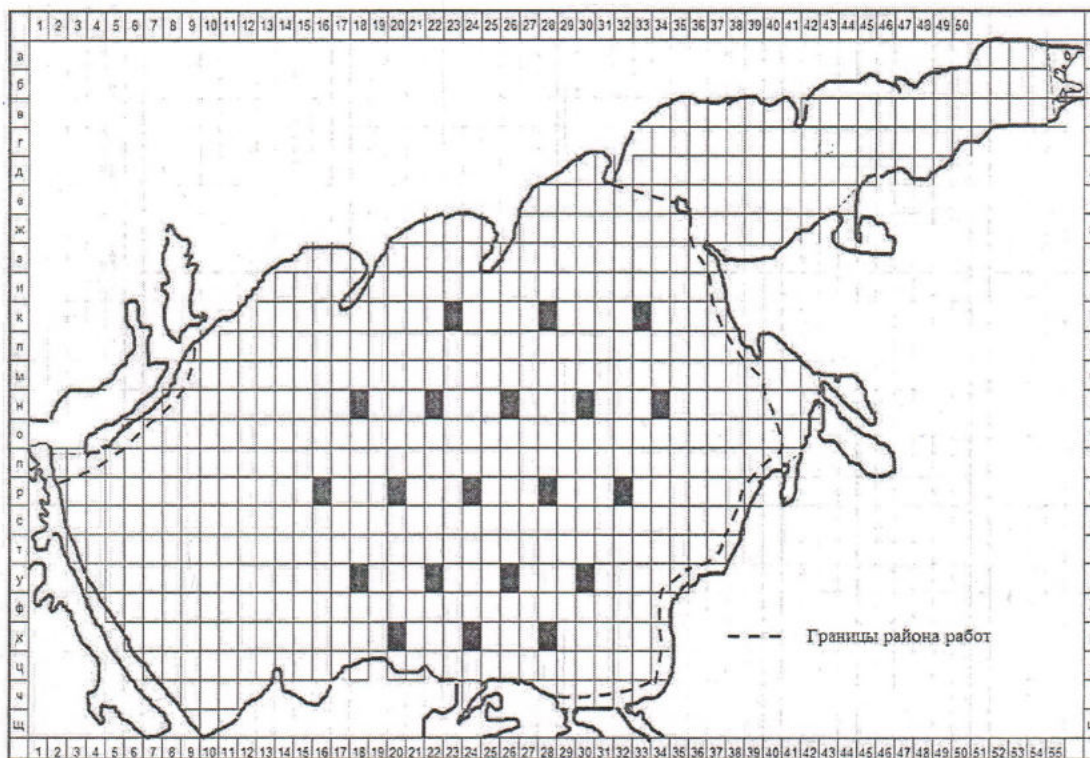 1 2 3 4 5 6 7 8 9 10 11 12 13 14 15 16 17 18 19 20 21 22 23 24 25 26 27 28 29 30 31 32 33 34 35 36 37 38 39 40 41 42 43 44 45 46 47 48 49 50
а
б
в
г
д
е
ж
з
и
к
л
м
н
о
п
р
с
т
у
ф
х
Границы района работ
ц
ч
щ
1 2 3 4 5 6 7 8 9 10 11 12 13 14 15 16 17 18 19 20 21 22 23 24 25 26 27 28 29 30 31 32 33 34 35 36 37 38 39 40 41 42 43 44 45 46 47 48 49 50 51 52 53 54 55